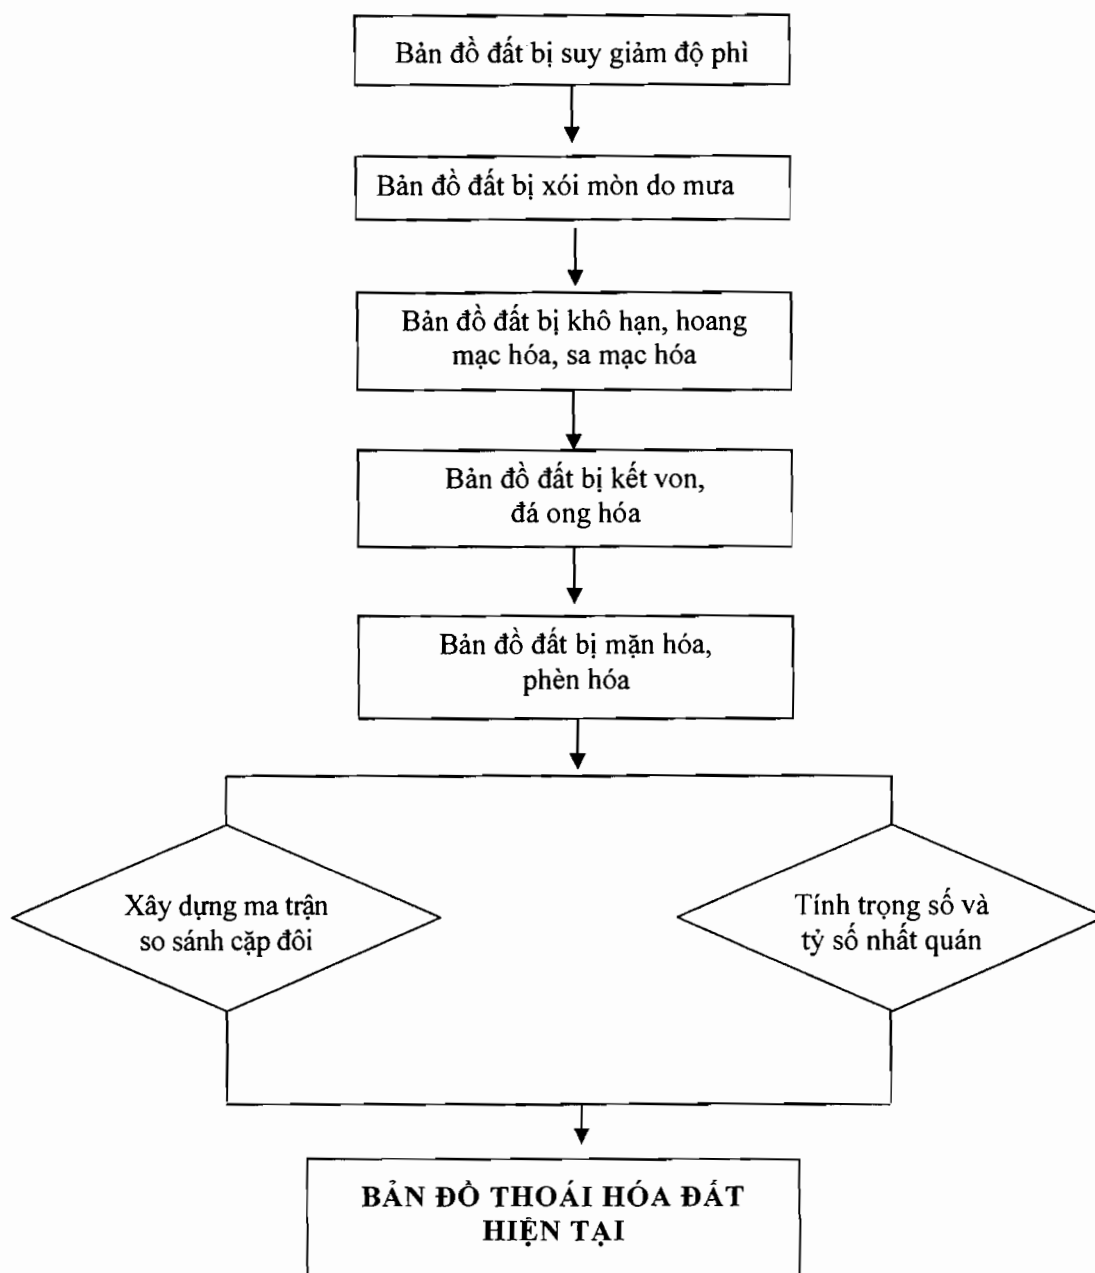 Bản đồ đất bị suy giảm độ phì
Bản đồ đất bị xói mòn do mưa
Bản đồ đất bị khô hạn, hoang
mạc hóa, sa mạc hóa
Bản đồ đất bị kết von,
đá ong hóa
Bản đồ đất bị mặn hóa,
phèn hóa
Xây dựng ma trận
so sánh cặp đôi
Tính trọng số và
tỷ số nhất quán
BẢN ĐỒ THOÁI HÓA ĐẤT
HIỆN TẠI